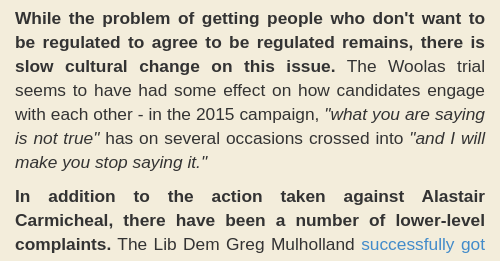 While the problem of getting people who don't want to
be regulated to agree to be regulated remains, there is
slow cultural change on this issue. The Woolas trial
seems to have had some effect on how candidates engage
with each other - in the 2015 campaign, "what you are saying
is not true" has on several occasions crossed into "and I will
make you stop saying it."
In addition to the action taken against Alastair
Carmicheal, there have been a number of lower-level
complaints. The Lib Dem Greg Mulholland successfully got